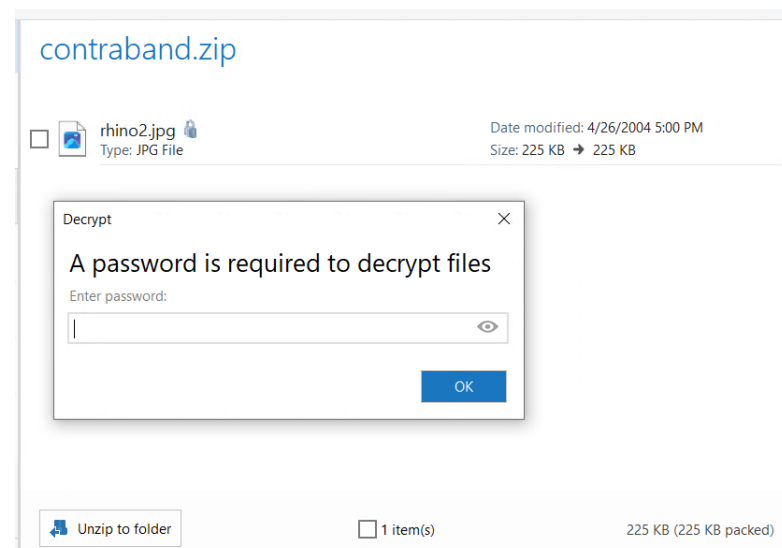 contraband.zip
rhino2.jpg
Type: JPG File
Date modified: 4/26/2004 5:00 PM
Size: 225 KB ➔ 225 KB
Decrypt
A password is required to decrypt files
Enter password:
OK
Unzip to folder
1 item(s)
225 KB (225 KB packed)